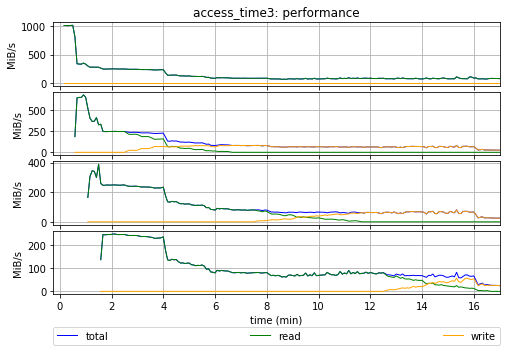 access_time3: performance
1000
500
0
MiB/s
500
250
0
MiB/s
400
200
0
MiB/s
200
100
0
MiB/s
0 2 4 6 8 10 12 14 16
time (min)
total read write